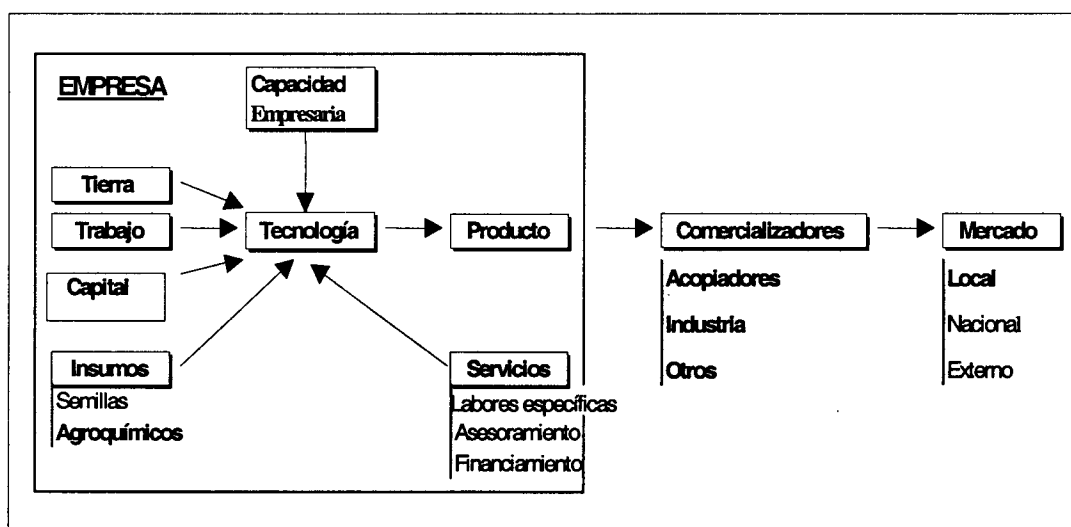 EMPRESA
Capacidad
Empresaria
Tierra
Trabajo
Tecnología
Producto
Comercializadores
Mercado
Capital
Acopiadores
Local
Industria
Nacional
Otros
Externo
Insumos
Servicios
Semillas
Labores específicas
Agroquímicos
Asesoramiento
Financiamiento